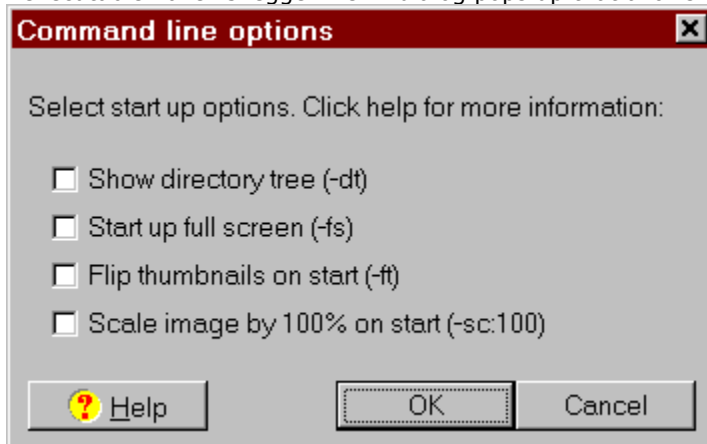 Command line options
Select start up options. Click help for more information:
Show directory tree (-dt)
Start up full screen (-fs)
Flip thumbnails on start (-ft)
Scale image by 100% on start (-sc:100)
Help
OK
Cancel